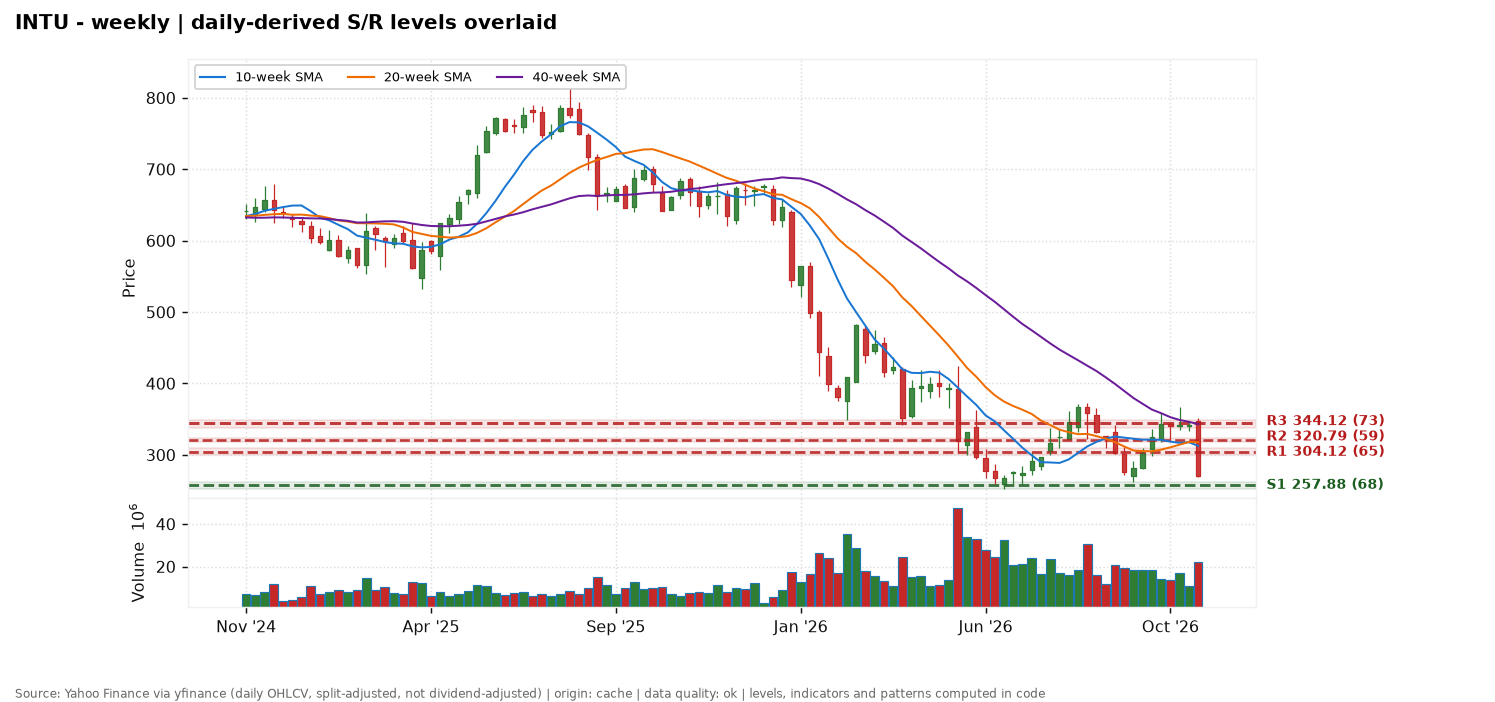 INTU - weekly | daily-derived S/R levels overlaid
10-week SMA 20-week SMA 40-week SMA
800
700
600
500
400
300
Price
R3 344.12 (73)
R2 320.79 (59)
R1 304.12 (65)
S1 257.88 (68)
40
20
Volume 10⁶
Nov '24 Apr '25 Sep '25 Jan '26 Jun '26 Oct '26
Source: Yahoo Finance via yfinance (daily OHLCV, split-adjusted, not dividend-adjusted) | origin: cache | data quality: ok | levels, indicators and patterns computed in code